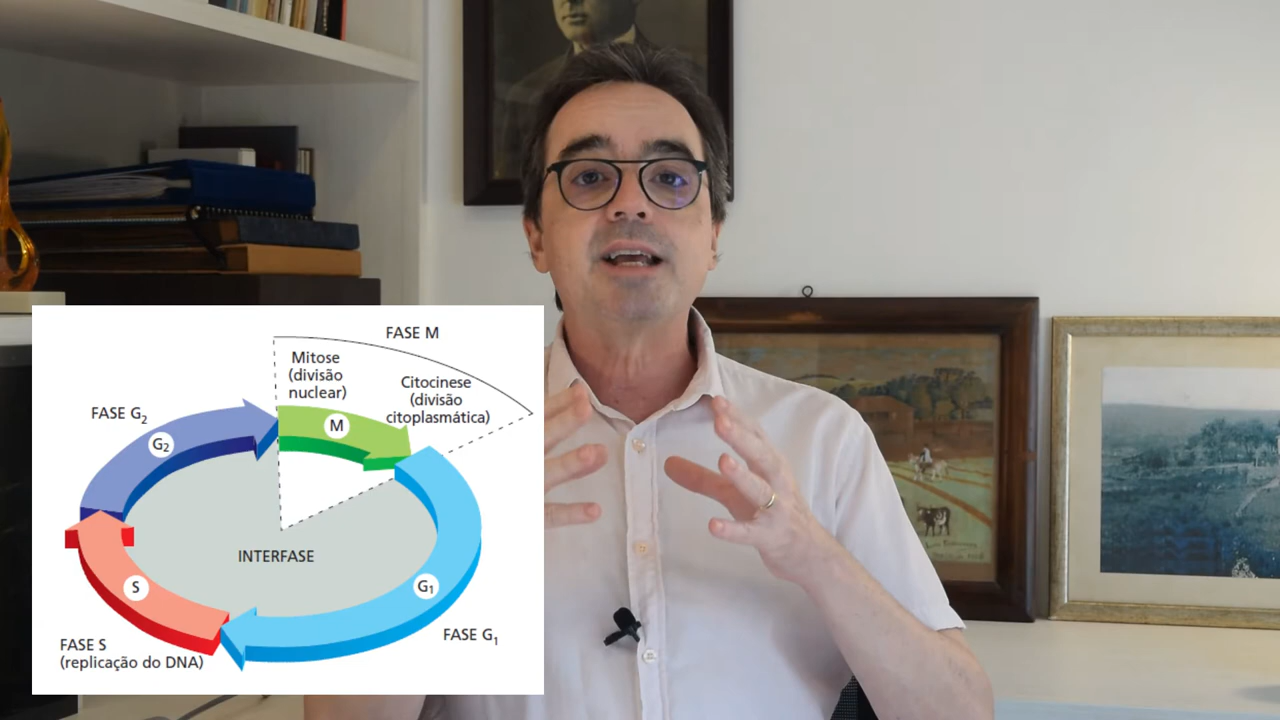 FASE M
Mitose
(divisão
nuclear)
Citocinese
(divisão
citoplasmática)
FASE G₂
G₂
M
INTERFASE
S
G₁
FASE S
(replicação do DNA)
FASE G₁